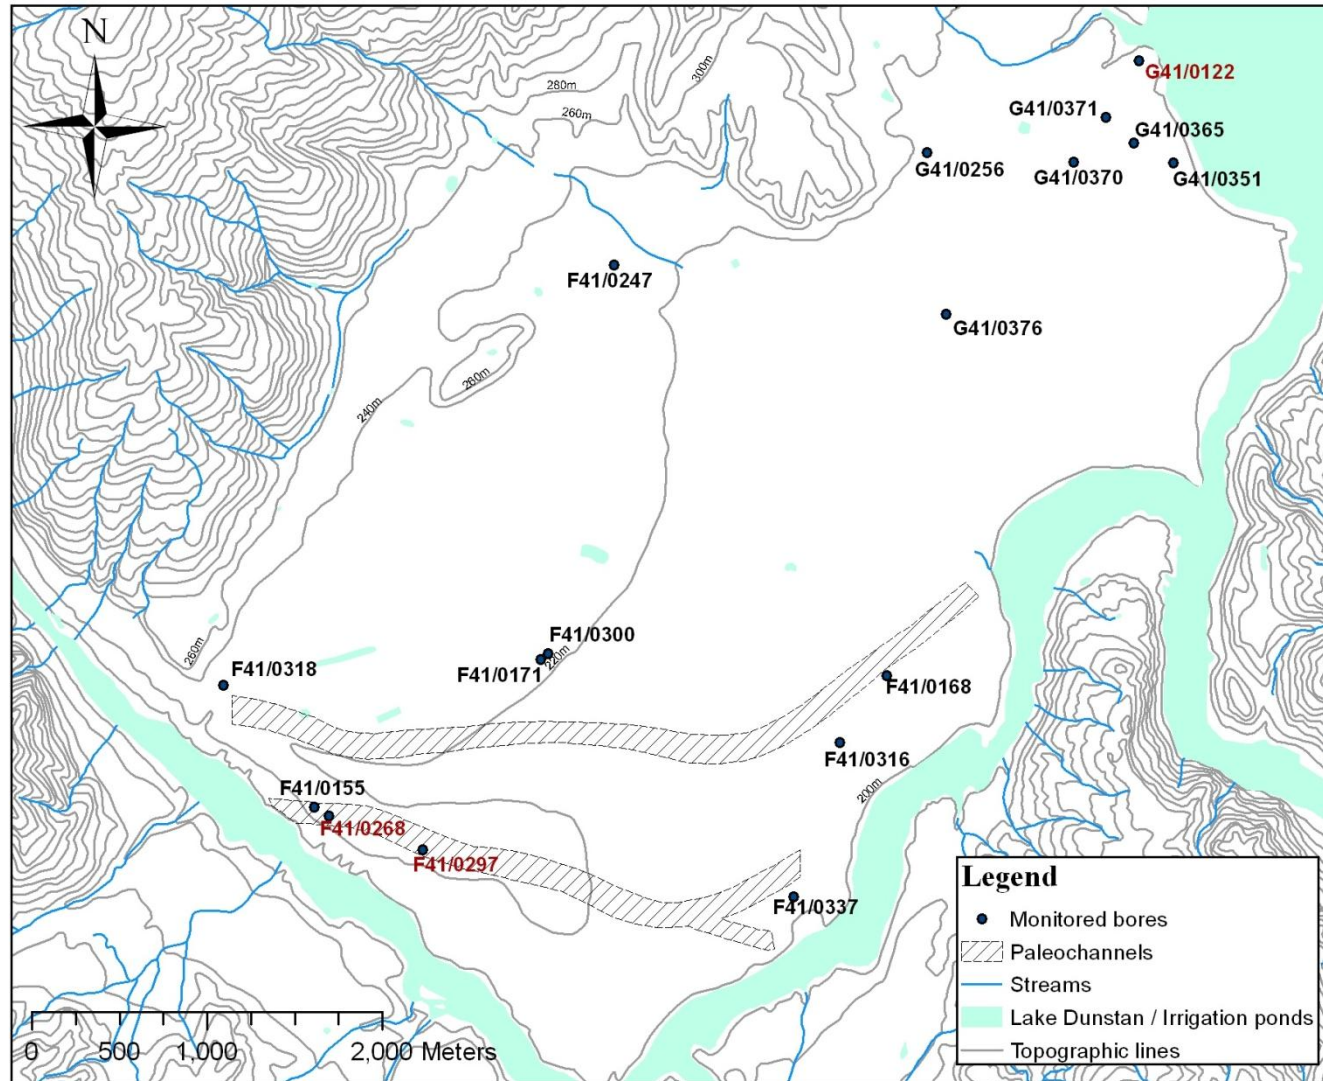 N
280m
260m
300m
G41/0122
G41/0371
G41/0365
G41/0256
G41/0370
G41/0351
F41/0247
G41/0376
280m
240m
F41/0300
F41/0171
220m
260m
F41/0318
F41/0168
F41/0316
200m
F41/0155
F41/0268
F41/0297
F41/0337
Legend
Monitored bores
Paleochannels
Streams
Lake Dunstan / Irrigation ponds
Topographic lines
0 500 1,000 2,000 Meters